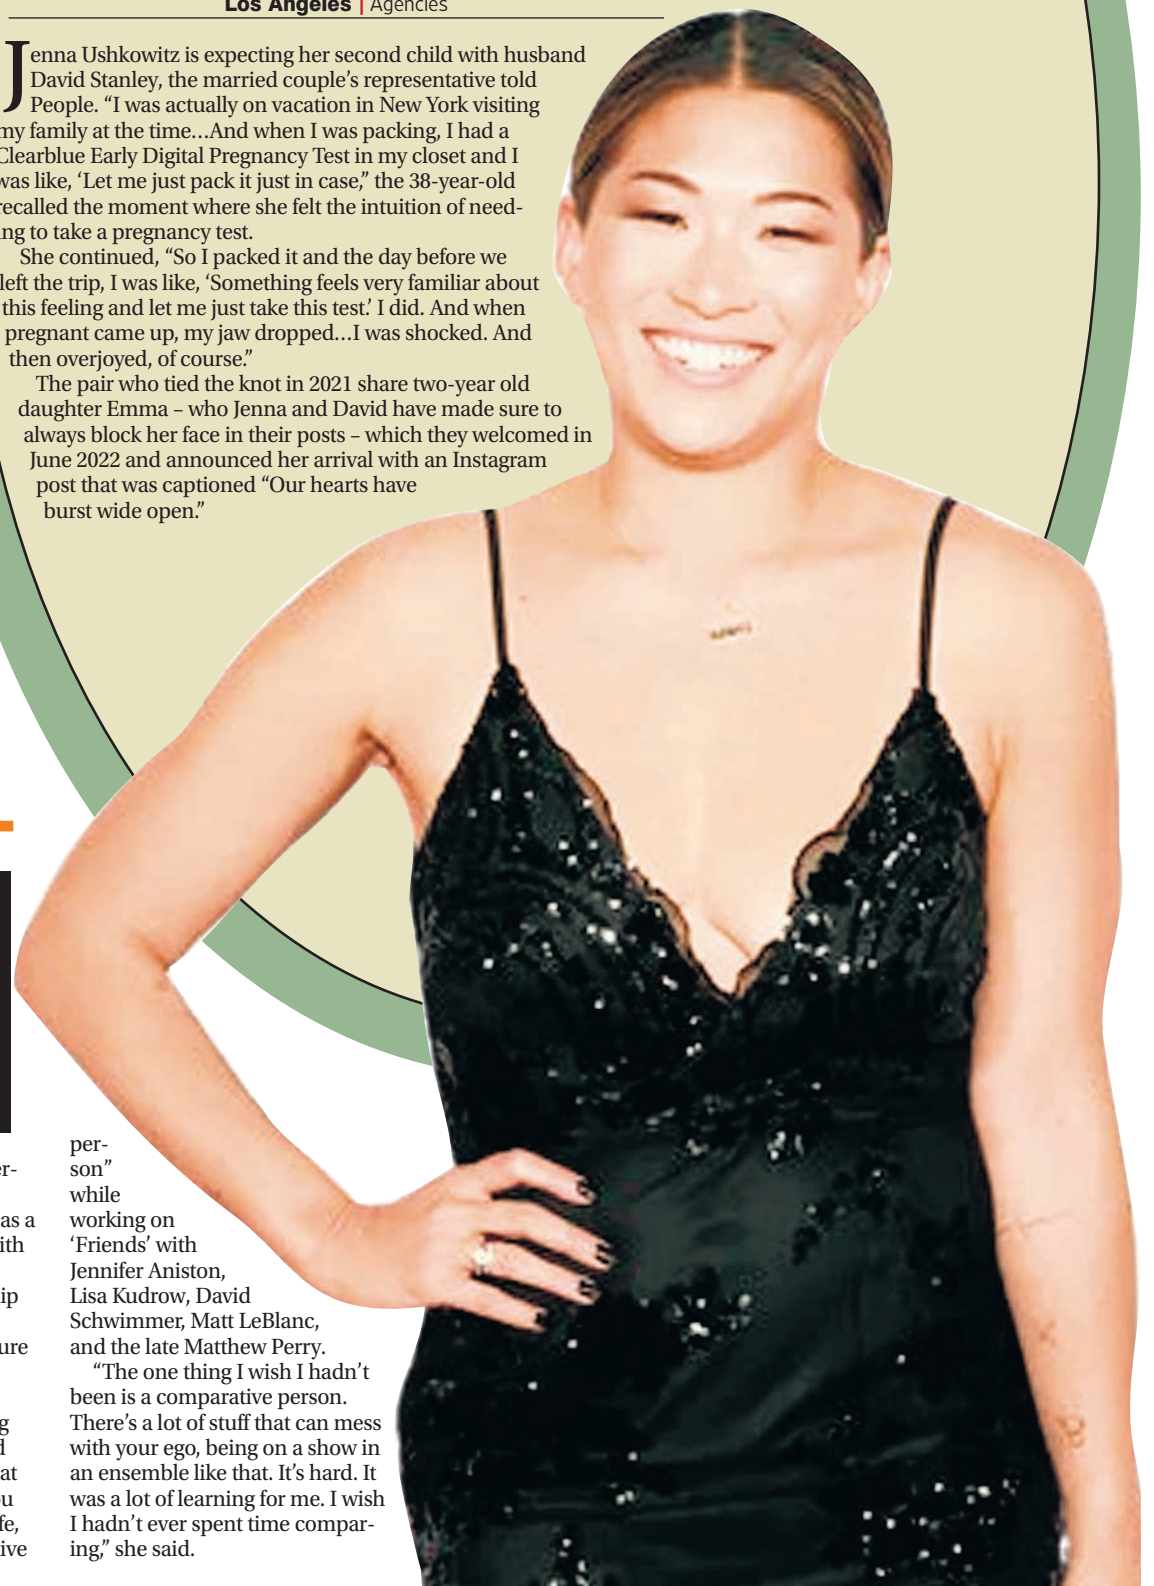 Los Angeles | Agencies
Jenna Ushkowitz is expecting her second child with husband
David Stanley, the married couple’s representative told
People. “I was actually on vacation in New York visiting
my family at the time...And when I was packing, I had a
Clearblue Early Digital Pregnancy Test in my closet and I
was like, ‘Let me just pack it just in case,” the 38-year-old
recalled the moment where she felt the intuition of need-
ing to take a pregnancy test.
She continued, “So I packed it and the day before we
left the trip, I was like, ‘Something feels very familiar about
this feeling and let me just take this test.’ I did. And when
pregnant came up, my jaw dropped...I was shocked. And
then overjoyed, of course.”
The pair who tied the knot in 2021 share two-year old
daughter Emma – who Jenna and David have made sure to
always block her face in their posts – which they welcomed in
June 2022 and announced her arrival with an Instagram
post that was captioned “Our hearts have
burst wide open.”
er-
as a
ith
ip
ure
g
d
at
ou
fe,
ive
per-
son”
while
working on
‘Friends’ with
Jennifer Aniston,
Lisa Kudrow, David
Schwimmer, Matt LeBlanc,
and the late Matthew Perry.
“The one thing I wish I hadn’t
been is a comparative person.
There’s a lot of stuff that can mess
with your ego, being on a show in
an ensemble like that. It’s hard. It
was a lot of learning for me. I wish
I hadn’t ever spent time compar-
ing,” she said.